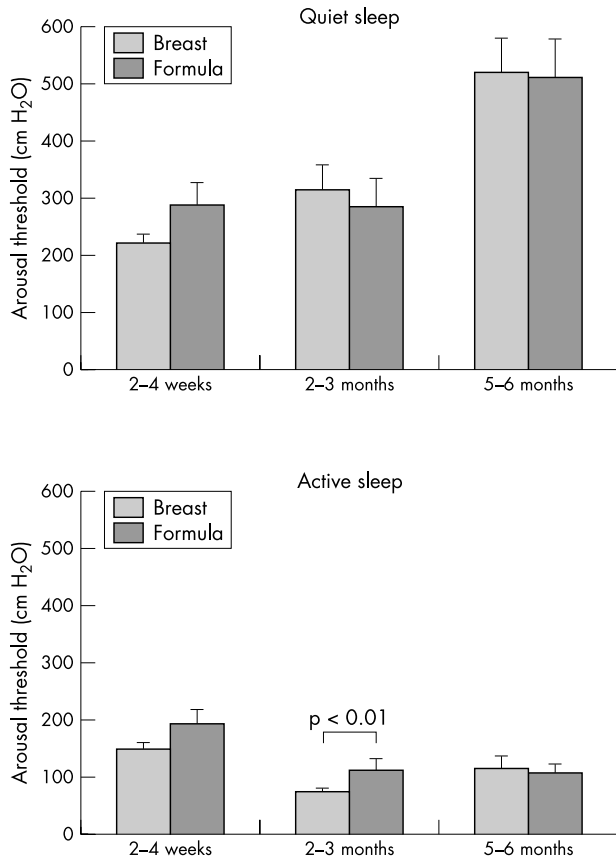 Quiet sleep
Breast
Formula
Arousal threshold (cm H₂O)
600
500
400
300
200
100
0
2–4 weeks
2–3 months
5–6 months
Active sleep
Breast
Formula
Arousal threshold (cm H₂O)
600
500
400
300
200
100
0
p < 0.01
2–4 weeks
2–3 months
5–6 months